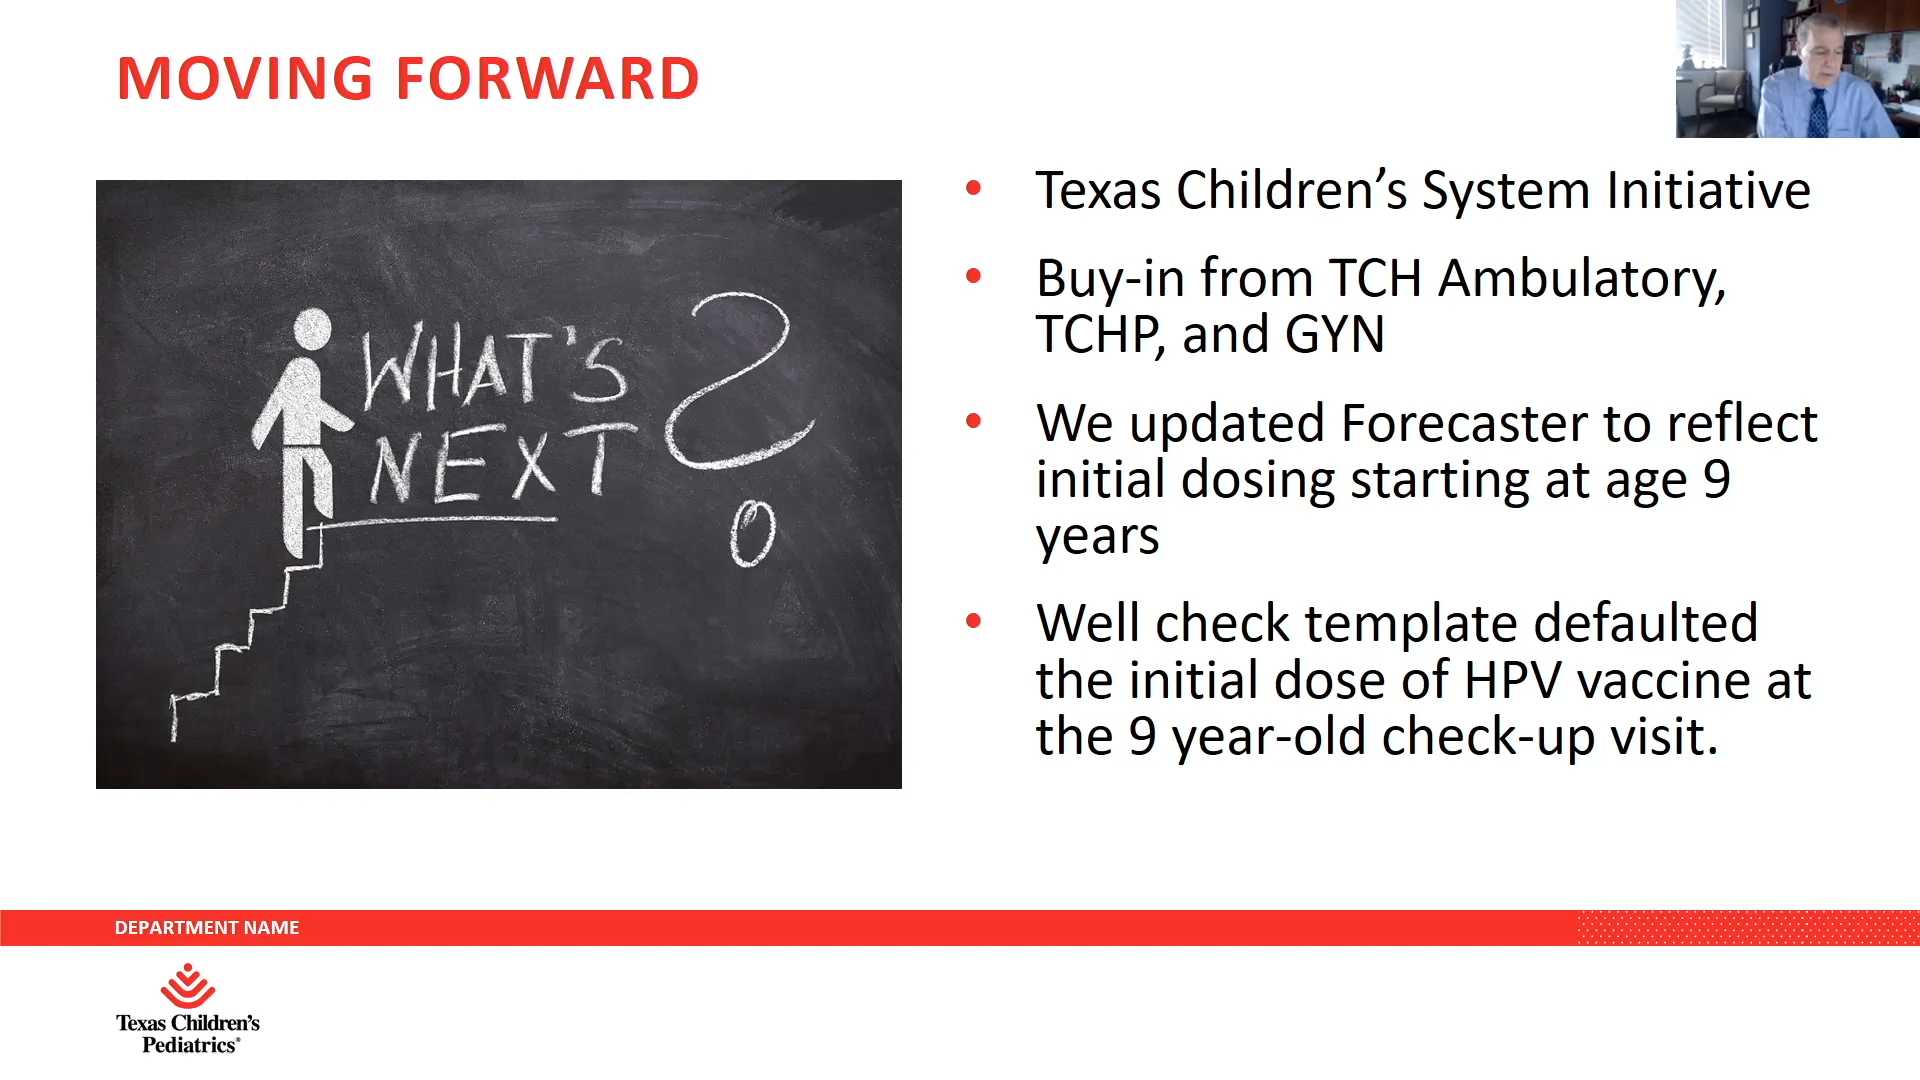 MOVING FORWARD
WHAT'S
NEXT ?
• Texas Children’s System Initiative
• Buy-in from TCH Ambulatory,
TCHP, and GYN
• We updated Forecaster to reflect
initial dosing starting at age 9
years
• Well check template defaulted
the initial dose of HPV vaccine at
the 9 year-old check-up visit.
DEPARTMENT NAME
Texas Children’s
Pediatrics®